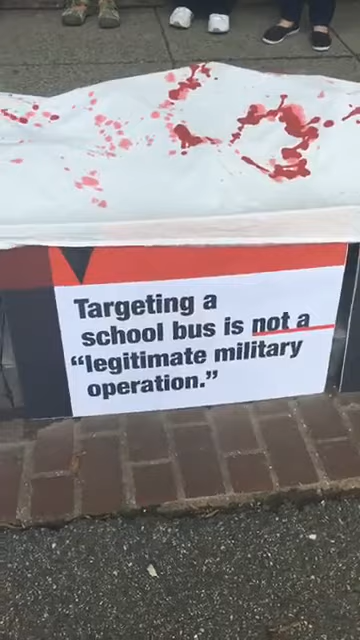 Targeting a
school bus is not a
“legitimate military
operation.”